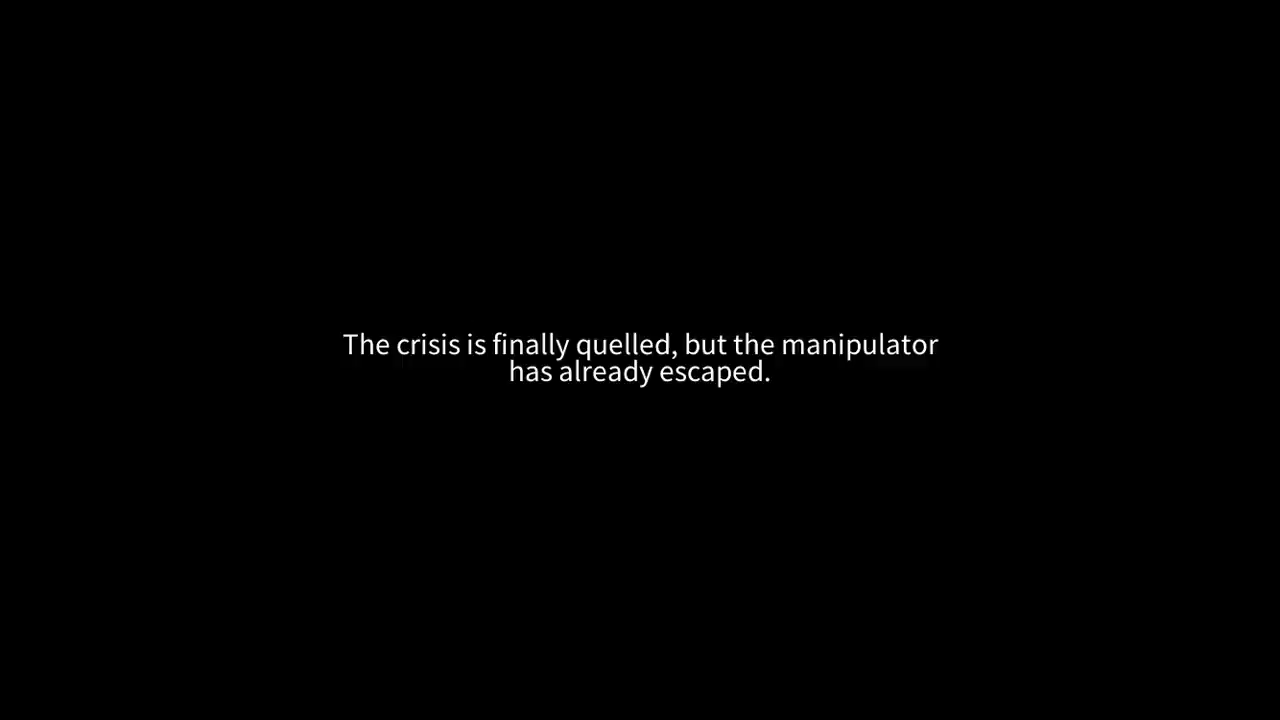 The crisis is finally quelled, but the manipulator
has already escaped.